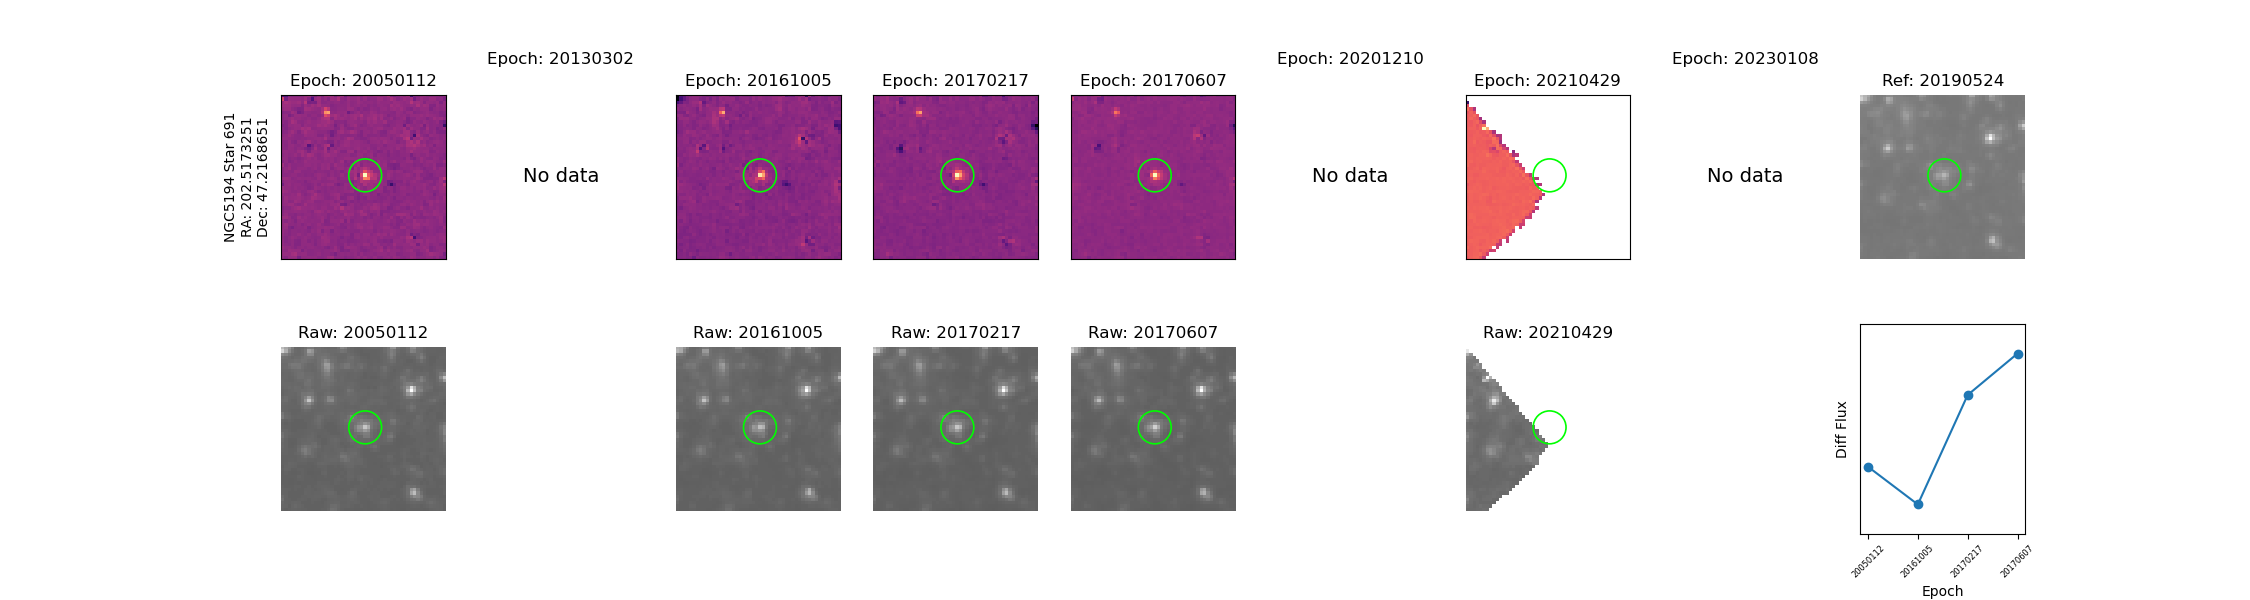 NGC5194 Star 691
RA: 202.5173251
Dec: 47.2168651
Epoch: 20050112
Epoch: 20130302
No data
Epoch: 20161005
Epoch: 20170217
Epoch: 20170607
Epoch: 20201210
No data
Epoch: 20210429
Epoch: 20230108
No data
Ref: 20190524
Raw: 20050112
Raw: 20161005
Raw: 20170217
Raw: 20170607
Raw: 20210429
Diff Flux
20050112
20161005
20170217
20170607
Epoch